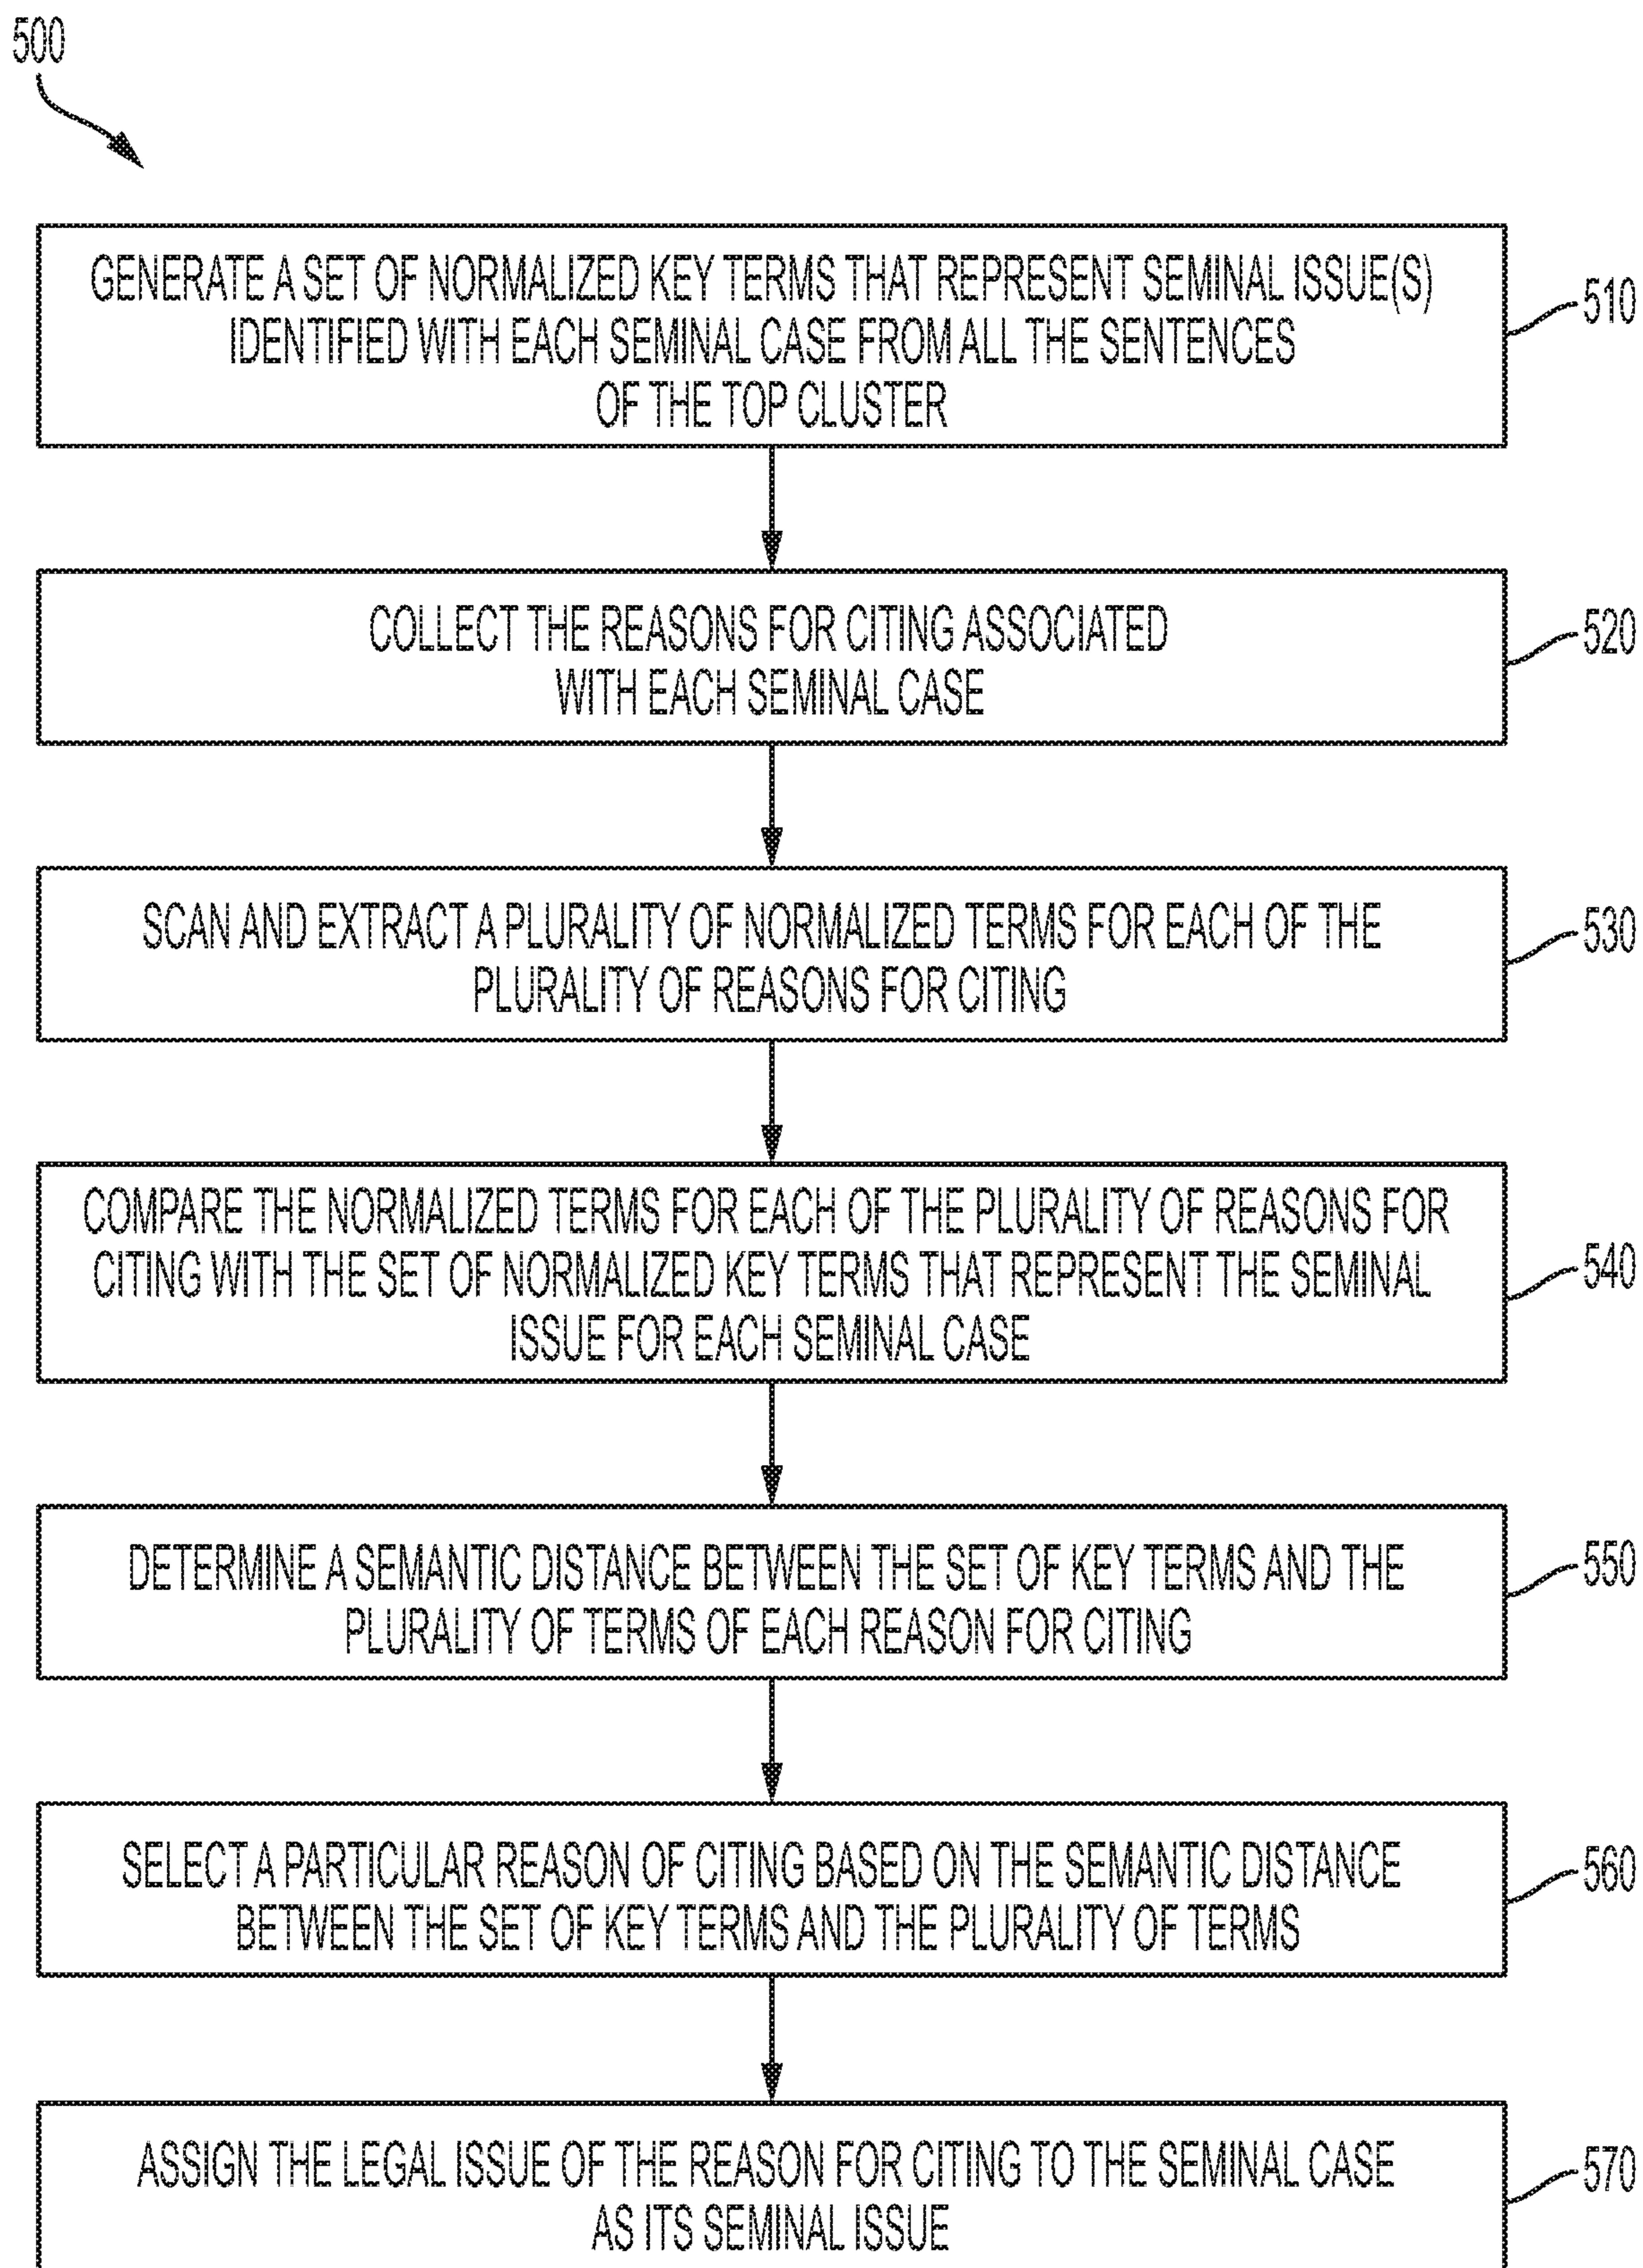 500
GENERATE A SET OF NORMALIZED KEY TERMS THAT REPRESENT SEMINAL ISSUE(S)
IDENTIFIED WITH EACH SEMINAL CASE FROM ALL THE SENTENCES
OF THE TOP CLUSTER
510
COLLECT THE REASONS FOR CITING ASSOCIATED
WITH EACH SEMINAL CASE
520
SCAN AND EXTRACT A PLURALITY OF NORMALIZED TERMS FOR EACH OF THE
PLURALITY OF REASONS FOR CITING
530
COMPARE THE NORMALIZED TERMS FOR EACH OF THE PLURALITY OF REASONS FOR
CITING WITH THE SET OF NORMALIZED KEY TERMS THAT REPRESENT THE SEMINAL
ISSUE FOR EACH SEMINAL CASE
540
DETERMINE A SEMANTIC DISTANCE BETWEEN THE SET OF KEY TERMS AND THE
PLURALITY OF TERMS OF EACH REASON FOR CITING
550
SELECT A PARTICULAR REASON OF CITING BASED ON THE SEMANTIC DISTANCE
BETWEEN THE SET OF KEY TERMS AND THE PLURALITY OF TERMS
560
ASSIGN THE LEGAL ISSUE OF THE REASON FOR CITING TO THE SEMINAL CASE
AS ITS SEMINAL ISSUE
570